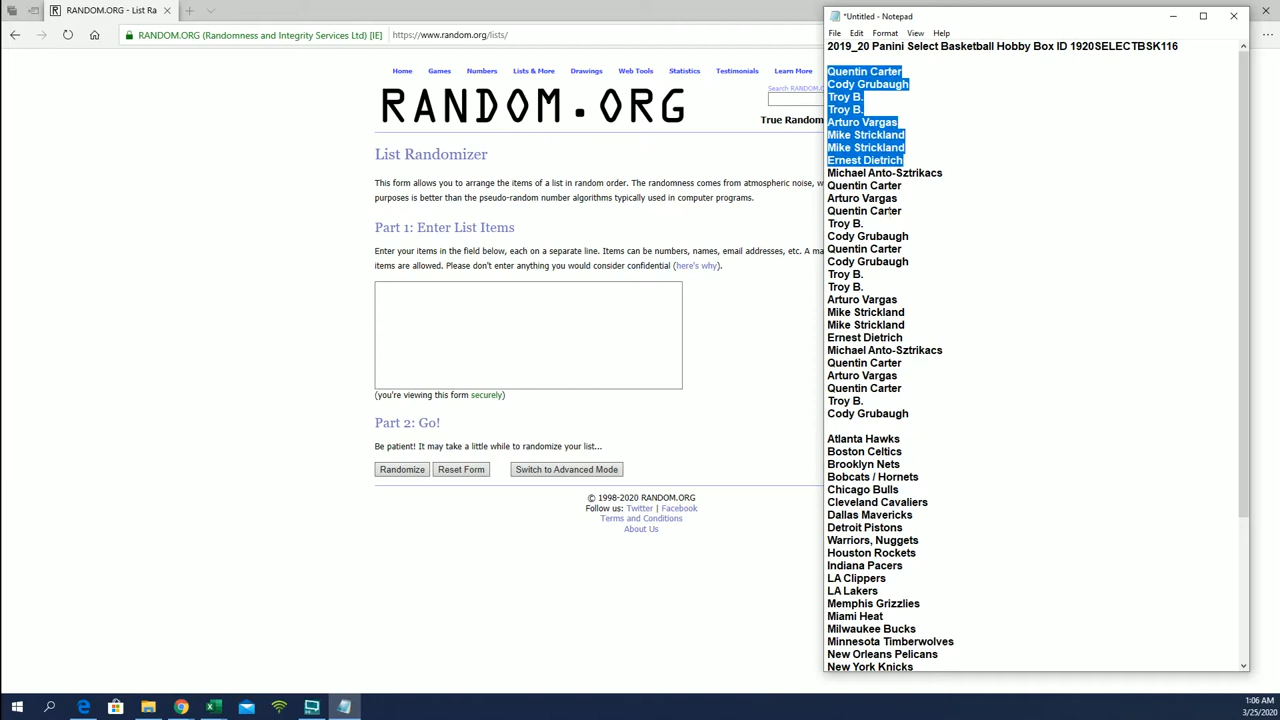 RANDOM.ORG - List Ra
*Untitled - Notepad
RANDOM.ORG (Randomness and Integrity Services Ltd) [IE]
https://www.random.org/lists/
File Edit Format View Help
2019_20 Panini Select Basketball Hobby Box ID 1920SELECTBSK116
Home Games Numbers Lists & More Drawings Web Tools Statistics Testimonials Learn More
Search RANDOM.O
RANDOM.ORG
True Random
List Randomizer
This form allows you to arrange the items of a list in random order. The randomness comes from atmospheric noise, w
purposes is better than the pseudo-random number algorithms typically used in computer programs.
Part 1: Enter List Items
Enter your items in the field below, each on a separate line. Items can be numbers, names, email addresses, etc. A ma
items are allowed. Please don't enter anything you would consider confidential (here's why).
(you're viewing this form securely)
Part 2: Go!
Be patient! It may take a little while to randomize your list...
Randomize Reset Form Switch to Advanced Mode
© 1998-2020 RANDOM.ORG
Follow us: Twitter | Facebook
Terms and Conditions
About Us
Quentin Carter
Cody Grubaugh
Troy B.
Troy B.
Arturo Vargas
Mike Strickland
Mike Strickland
Ernest Dietrich
Michael Anto-Sztrikacs
Quentin Carter
Arturo Vargas
Quentin Carter
Troy B.
Cody Grubaugh
Quentin Carter
Cody Grubaugh
Troy B.
Troy B.
Arturo Vargas
Mike Strickland
Mike Strickland
Ernest Dietrich
Michael Anto-Sztrikacs
Quentin Carter
Arturo Vargas
Quentin Carter
Troy B.
Cody Grubaugh
Atlanta Hawks
Boston Celtics
Brooklyn Nets
Bobcats / Hornets
Chicago Bulls
Cleveland Cavaliers
Dallas Mavericks
Detroit Pistons
Warriors, Nuggets
Houston Rockets
Indiana Pacers
LA Clippers
LA Lakers
Memphis Grizzlies
Miami Heat
Milwaukee Bucks
Minnesota Timberwolves
New Orleans Pelicans
New York Knicks
1:06 AM
3/25/2020